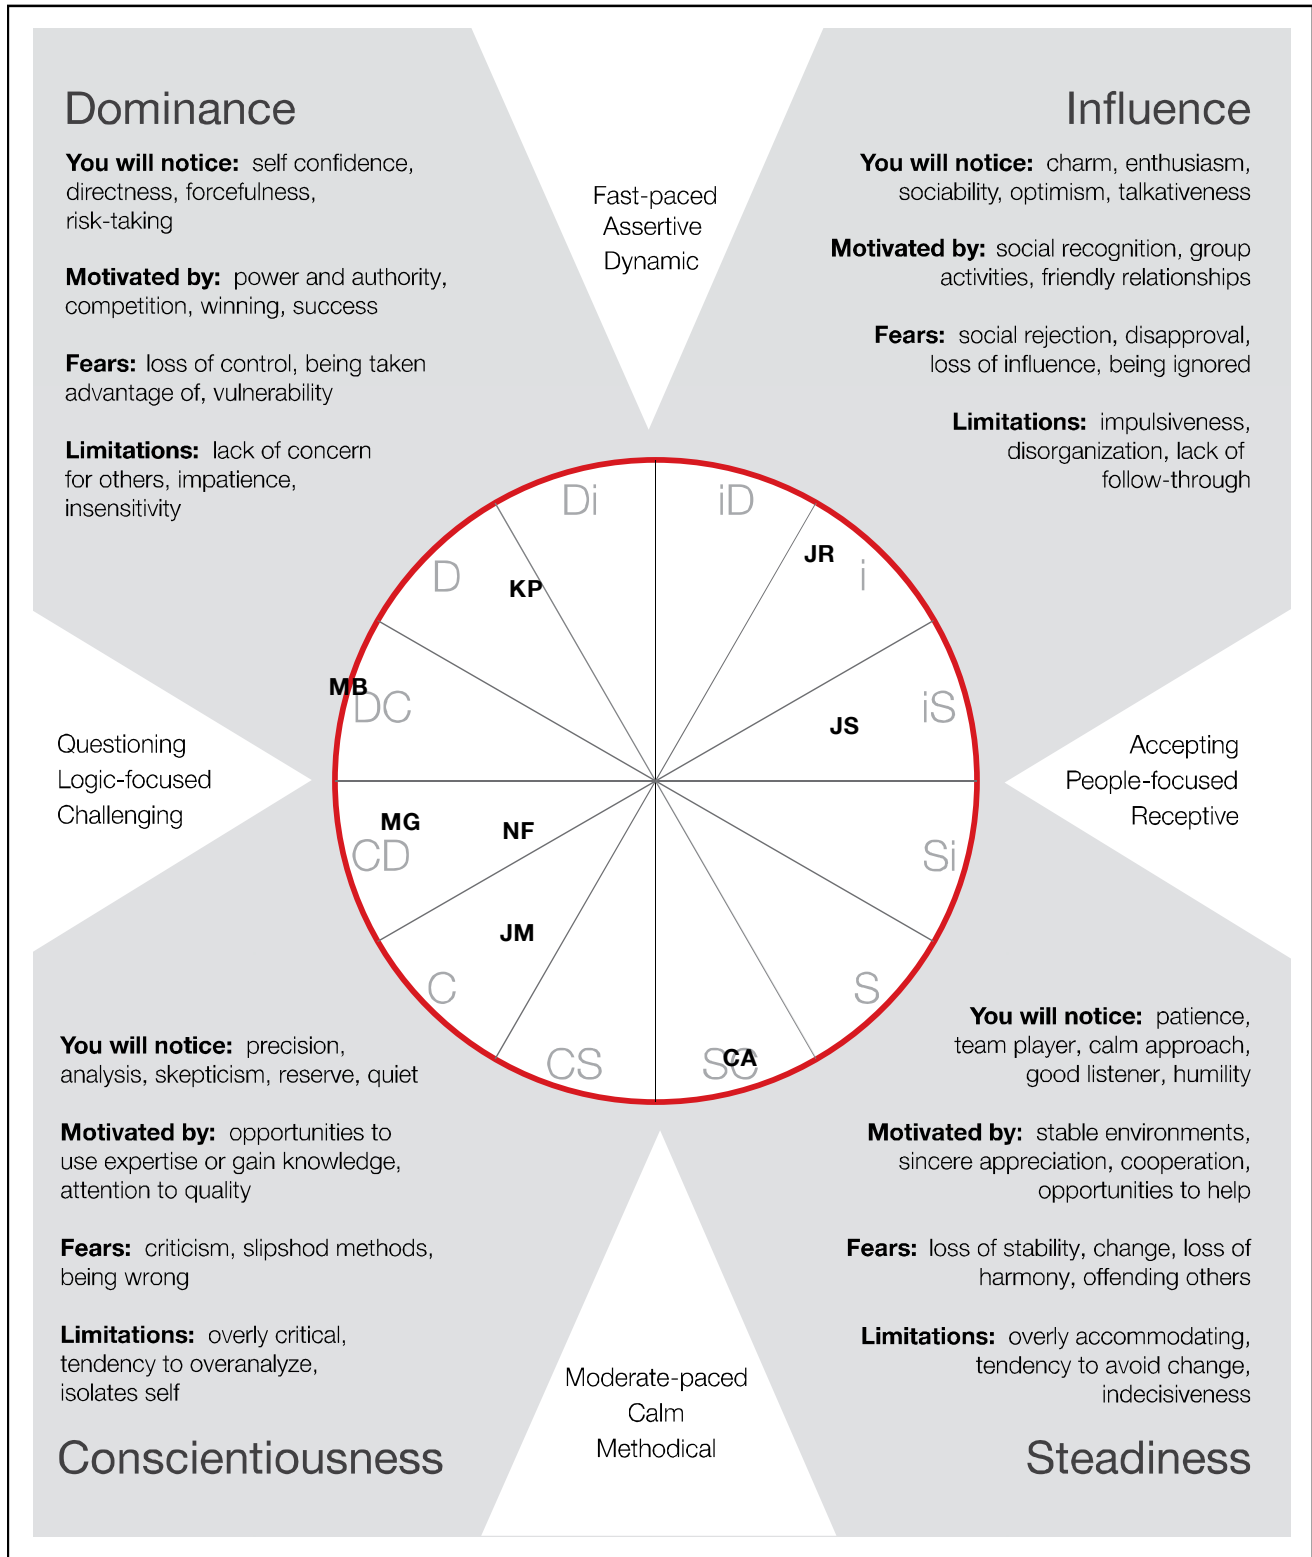 Dominance
You will notice: self confidence,
directness, forcefulness,
risk-taking
Motivated by: power and authority,
competition, winning, success
Fears: loss of control, being taken
advantage of, vulnerability
Limitations: lack of concern
for others, impatience,
insensitivity
Fast-paced
Assertive
Dynamic
Influence
You will notice: charm, enthusiasm,
sociability, optimism, talkativeness
Motivated by: social recognition, group
activities, friendly relationships
Fears: social rejection, disapproval,
loss of influence, being ignored
Limitations: impulsiveness,
disorganization, lack of
follow-through
Di
iD
JR
D
i
KP
MB
DC
iS
JS
Questioning
Logic-focused
Challenging
Accepting
People-focused
Receptive
MG
NF
CD
Si
JM
C
S
CS
SC
CA
You will notice: precision,
analysis, skepticism, reserve, quiet
Motivated by: opportunities to
use expertise or gain knowledge,
attention to quality
Fears: criticism, slipshod methods,
being wrong
Limitations: overly critical,
tendency to overanalyze,
isolates self
Conscientiousness
Moderate-paced
Calm
Methodical
You will notice: patience,
team player, calm approach,
good listener, humility
Motivated by: stable environments,
sincere appreciation, cooperation,
opportunities to help
Fears: loss of stability, change, loss of
harmony, offending others
Limitations: overly accommodating,
tendency to avoid change,
indecisiveness
Steadiness